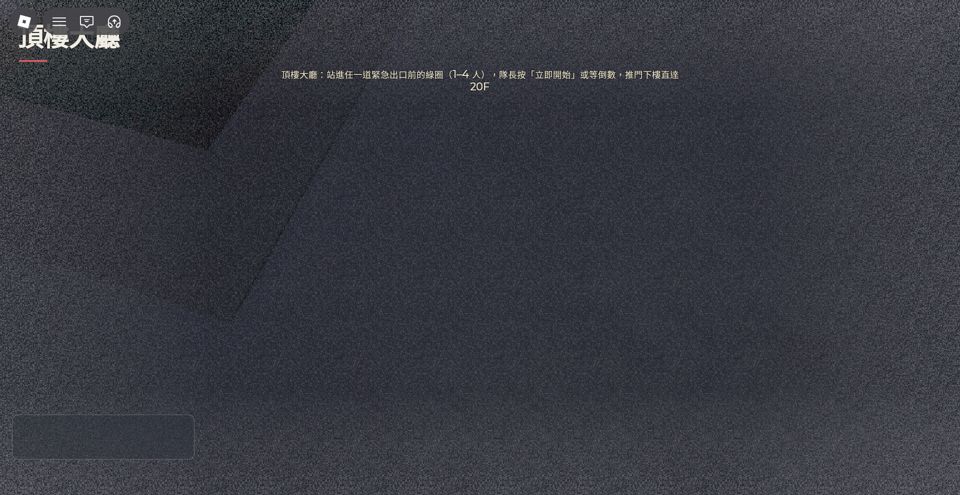 頂樓大廳
頂樓大廳：站進任一道緊急出口前的綠圈（1–4 人），隊長按「立即開始」或等倒數，推門下樓直達
20F